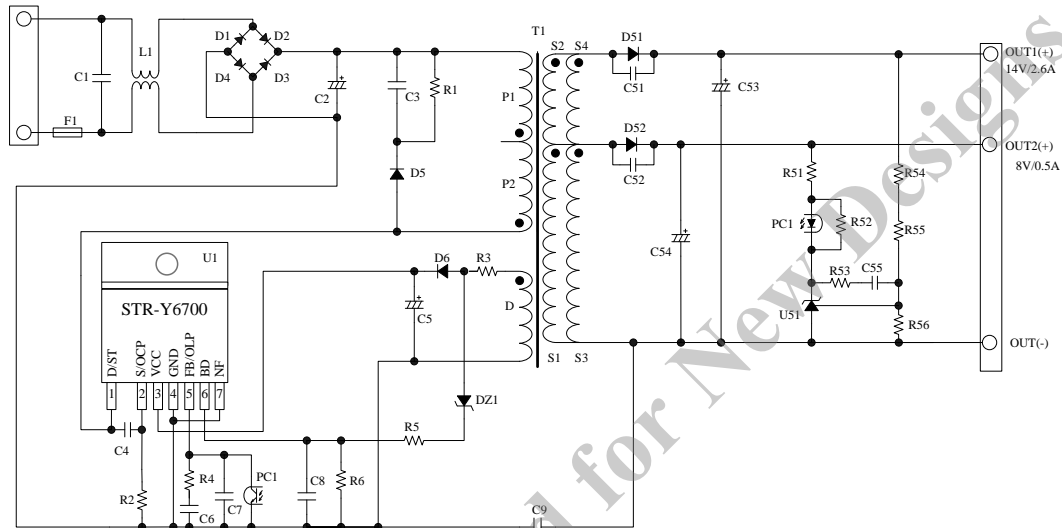 T1
D1
D2
L1
S2
S4
D51
OUT1(+)
14V/2.6A
C1
D4
D3
C2
C3
R1
P1
C51
C53
F1
D52
OUT2(+)
8V/0.5A
D5
P2
C52
R51
R54
C54
PC1
R52
R55
U1
D6
R3
R53
C55
STR-Y6700
C5
D
U51
R56
D/ST
S/OCP
VCC
GND
FB/OLP
BD
NF
S1
S3
OUT(-)
1
2
3
4
5
6
7
DZ1
C4
R5
R2
R4
C6
C7
PC1
C8
R6
C9
d for New Designs